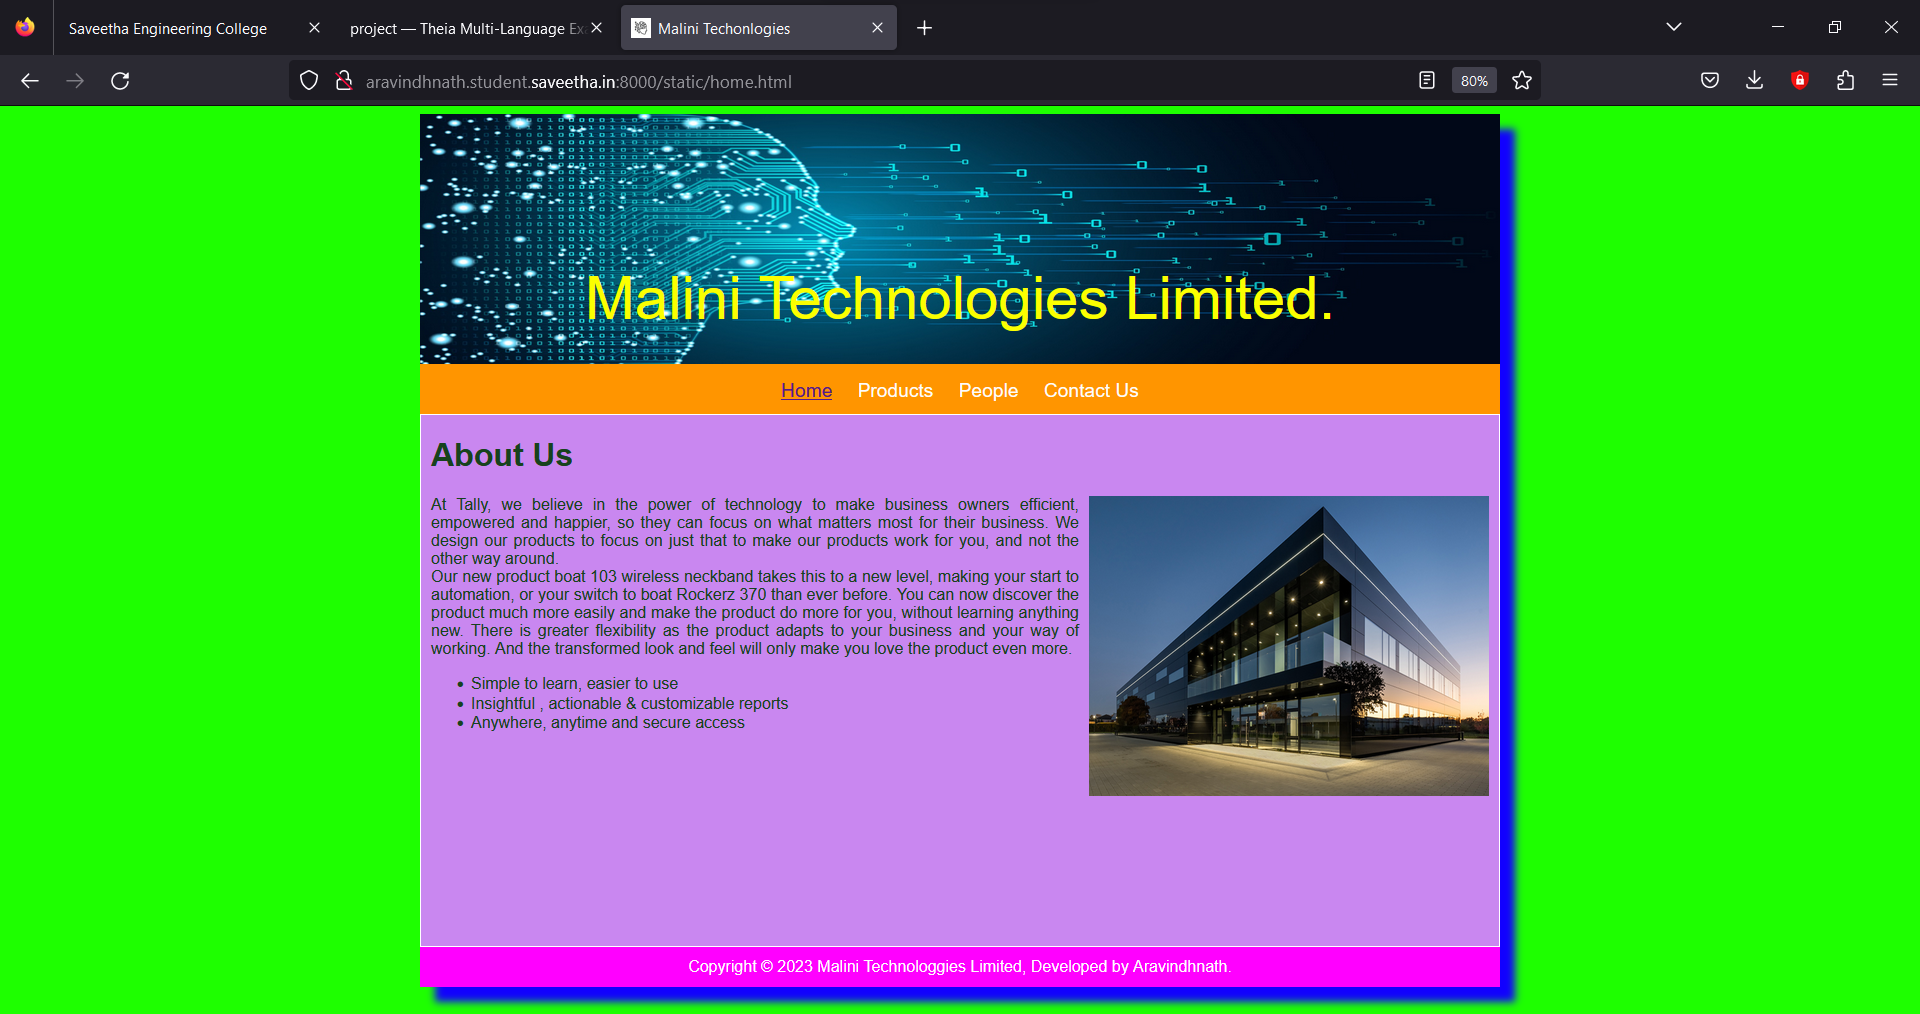 Saveetha Engineering College
project — Theia Multi-Language Ex
Malini Techonlogies
aravindhnath.student.saveetha.in:8000/static/home.html
80%
Malini Technologies Limited.
Home Products People Contact Us
About Us
At Tally, we believe in the power of technology to make business owners efficient,
empowered and happier, so they can focus on what matters most for their business. We
design our products to focus on just that to make our products work for you, and not the
other way around.
Our new product boat 103 wireless neckband takes this to a new level, making your start to
automation, or your switch to boat Rockerz 370 than ever before. You can now discover the
product much more easily and make the product do more for you, without learning anything
new. There is greater flexibility as the product adapts to your business and your way of
working. And the transformed look and feel will only make you love the product even more.
• Simple to learn, easier to use
• Insightful , actionable & customizable reports
• Anywhere, anytime and secure access
Copyright © 2023 Malini Technologgies Limited, Developed by Aravindhnath.